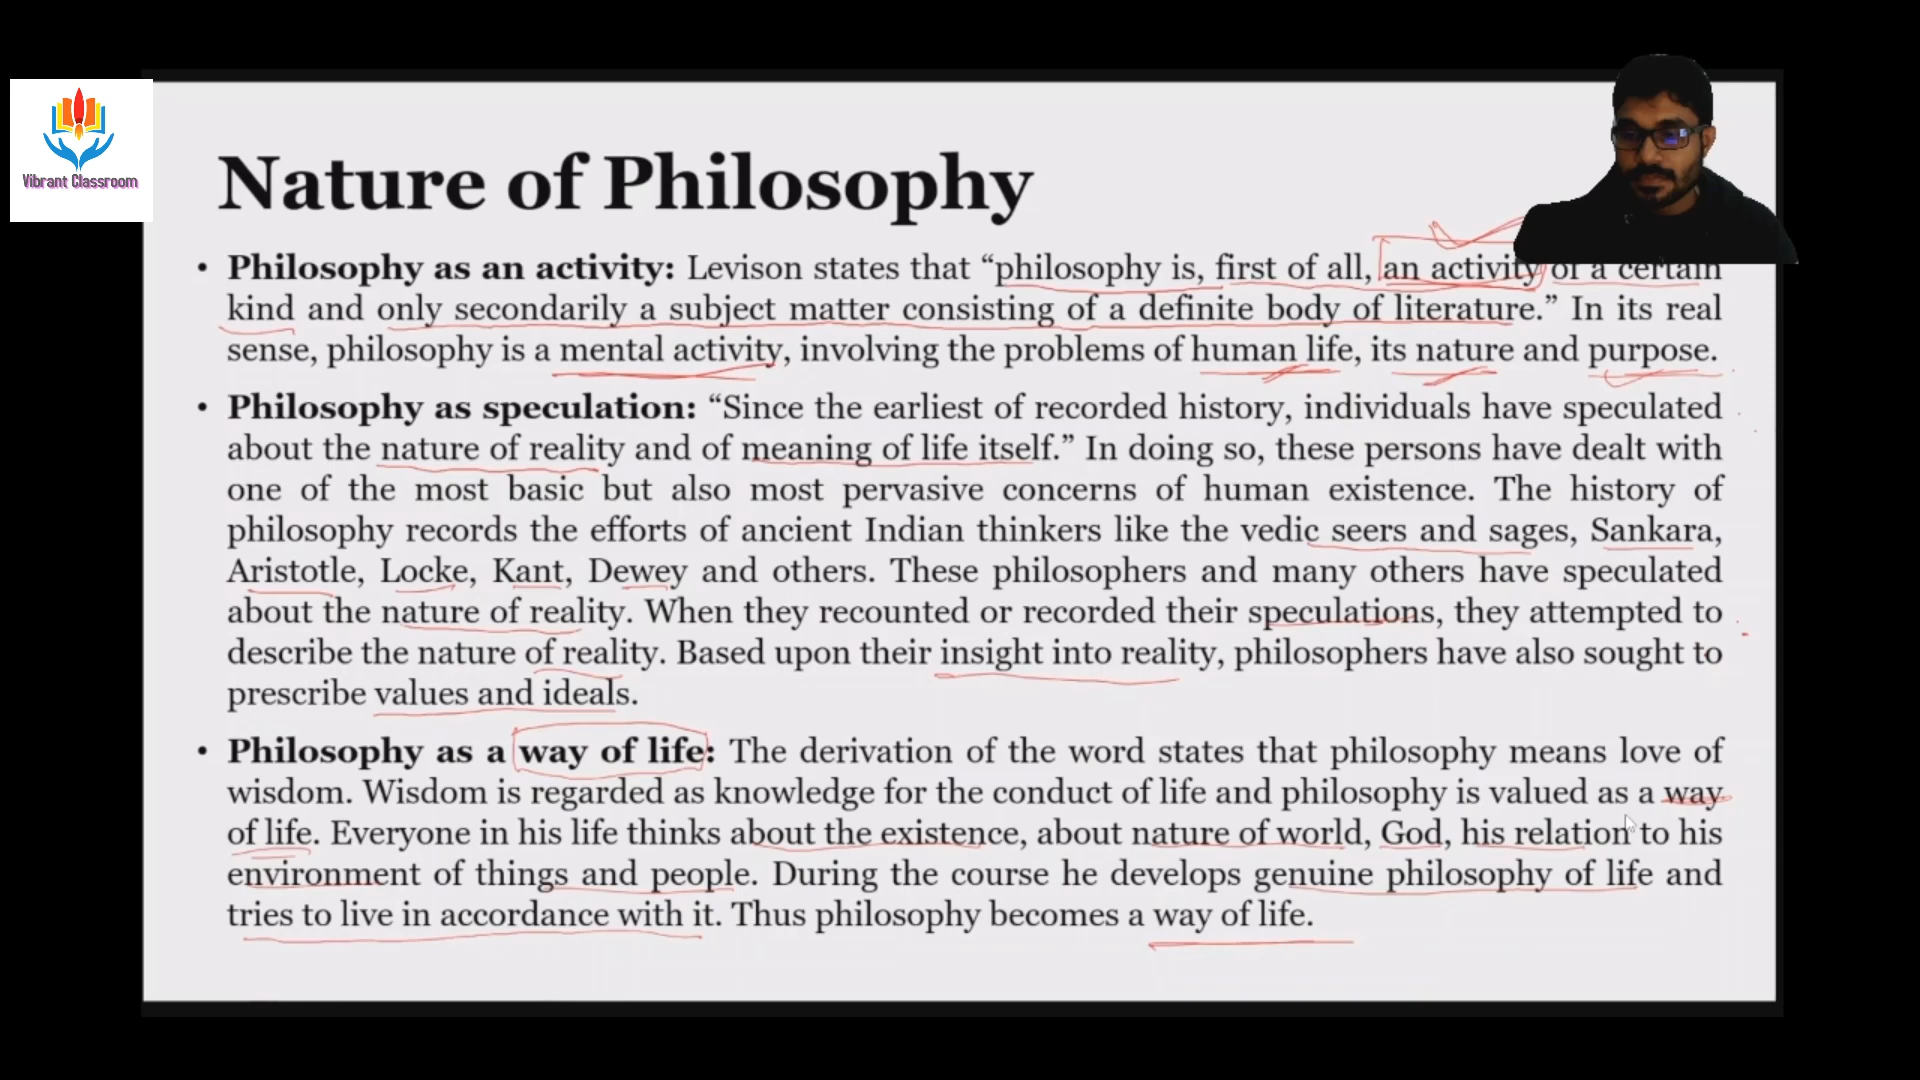 Vibrant Classroom
Nature of Philosophy
• Philosophy as an activity: Levison states that “philosophy is, first of all, an activity of a certain
kind and only secondarily a subject matter consisting of a definite body of literature.” In its real
sense, philosophy is a mental activity, involving the problems of human life, its nature and purpose.
• Philosophy as speculation: “Since the earliest of recorded history, individuals have speculated
about the nature of reality and of meaning of life itself.” In doing so, these persons have dealt with
one of the most basic but also most pervasive concerns of human existence. The history of
philosophy records the efforts of ancient Indian thinkers like the vedic seers and sages, Sankara,
Aristotle, Locke, Kant, Dewey and others. These philosophers and many others have speculated
about the nature of reality. When they recounted or recorded their speculations, they attempted to
describe the nature of reality. Based upon their insight into reality, philosophers have also sought to
prescribe values and ideals.
• Philosophy as a way of life: The derivation of the word states that philosophy means love of
wisdom. Wisdom is regarded as knowledge for the conduct of life and philosophy is valued as a way
of life. Everyone in his life thinks about the existence, about nature of world, God, his relation to his
environment of things and people. During the course he develops genuine philosophy of life and
tries to live in accordance with it. Thus philosophy becomes a way of life.